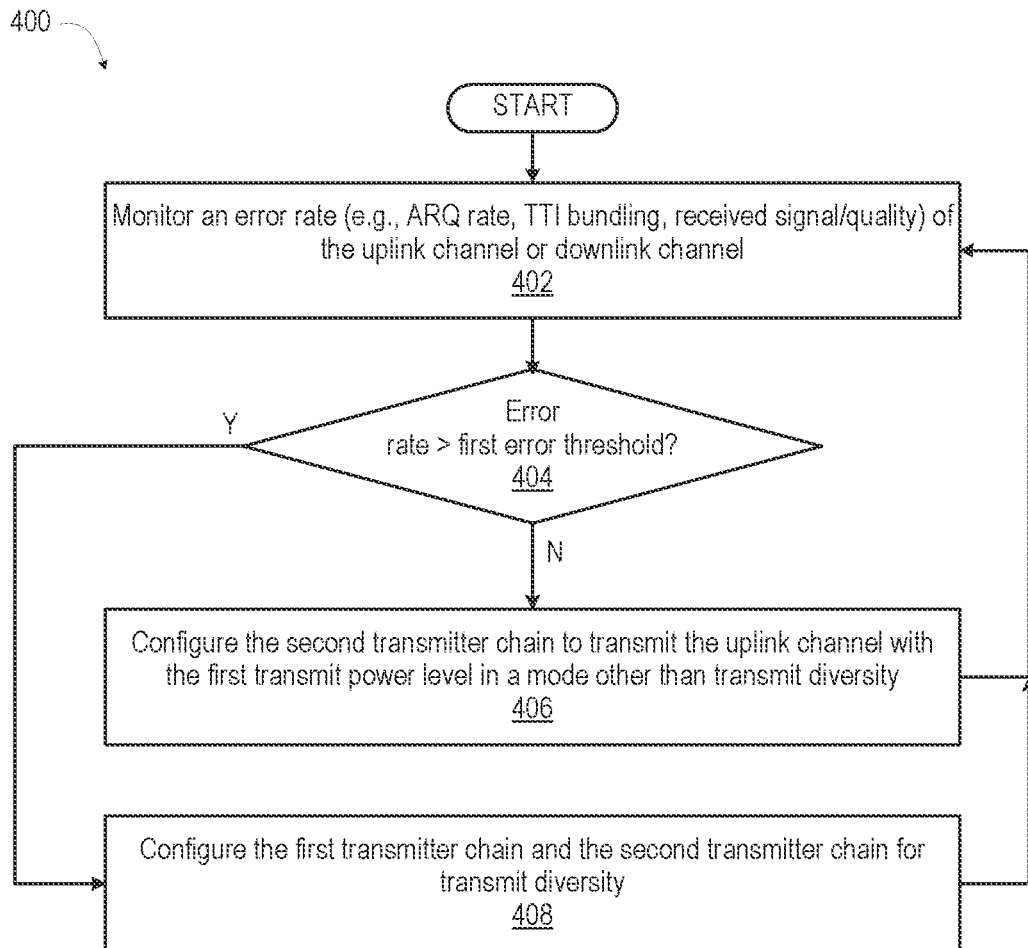 400
START
Monitor an error rate (e.g., ARQ rate, TTI bundling, received signal/quality) of
the uplink channel or downlink channel
402
Error
rate > first error threshold?
404
Y
N
Configure the second transmitter chain to transmit the uplink channel with
the first transmit power level in a mode other than transmit diversity
406
Configure the first transmitter chain and the second transmitter chain for
transmit diversity
408